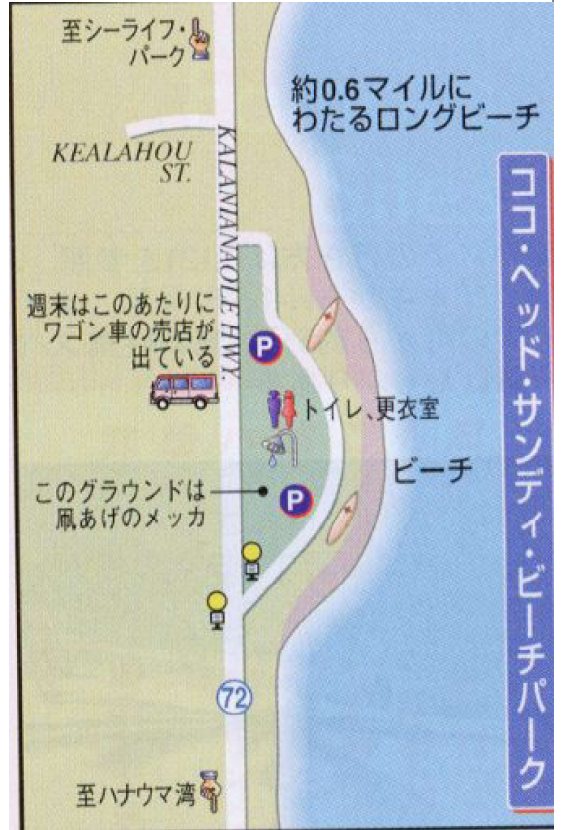 至シーライフ・
パーク
約0.6マイルに
わたるロングビーチ
KEALAHOU
ST.
KALANIANAOLE HWY.
ココ・ヘッド・サンディ・ビーチパーク
週末はこのあたりに
ワゴン車の売店が
出ている
P
トイレ、更衣室
ビーチ
このグラウンドは
凧あげのメッカ
P
72
至ハナウマ湾